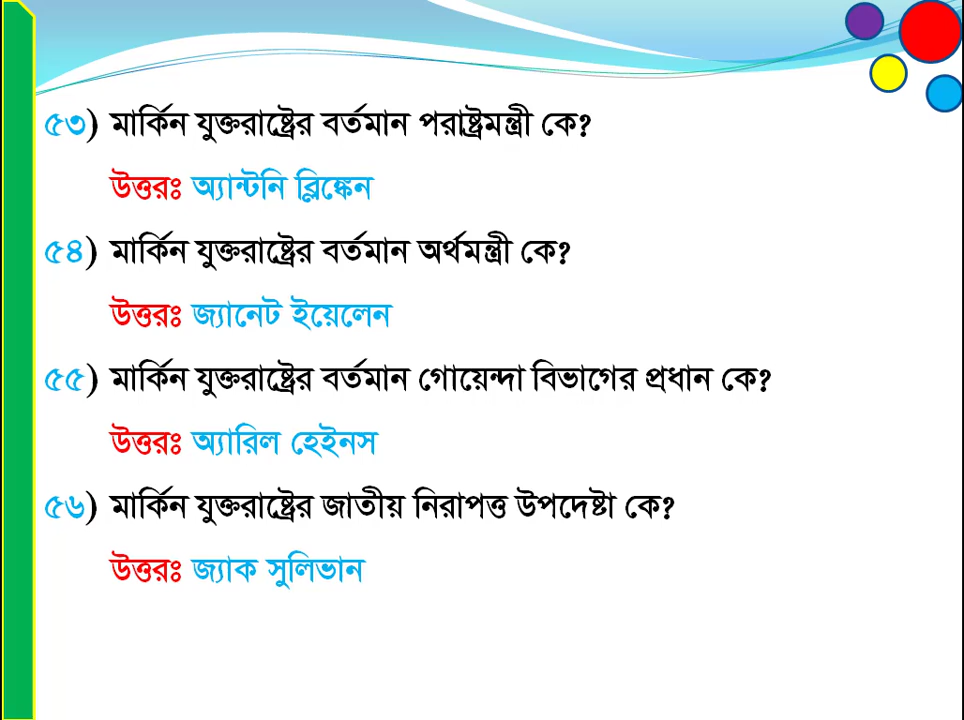 ৫৩) মার্কিন যুক্তরাষ্ট্রের বর্তমান পরাষ্ট্রমন্ত্রী কে?
উত্তরঃ অ্যান্টনি ব্লিঙ্কেন
৫৪) মার্কিন যুক্তরাষ্ট্রের বর্তমান অর্থমন্ত্রী কে?
উত্তরঃ জ্যানেট ইয়েলেন
৫৫) মার্কিন যুক্তরাষ্ট্রের বর্তমান গোয়েন্দা বিভাগের প্রধান কে?
উত্তরঃ অ্যারিল হেইনস
৫৬) মার্কিন যুক্তরাষ্ট্রের জাতীয় নিরাপত্ত উপদেষ্টা কে?
উত্তরঃ জ্যাক সুলিভান